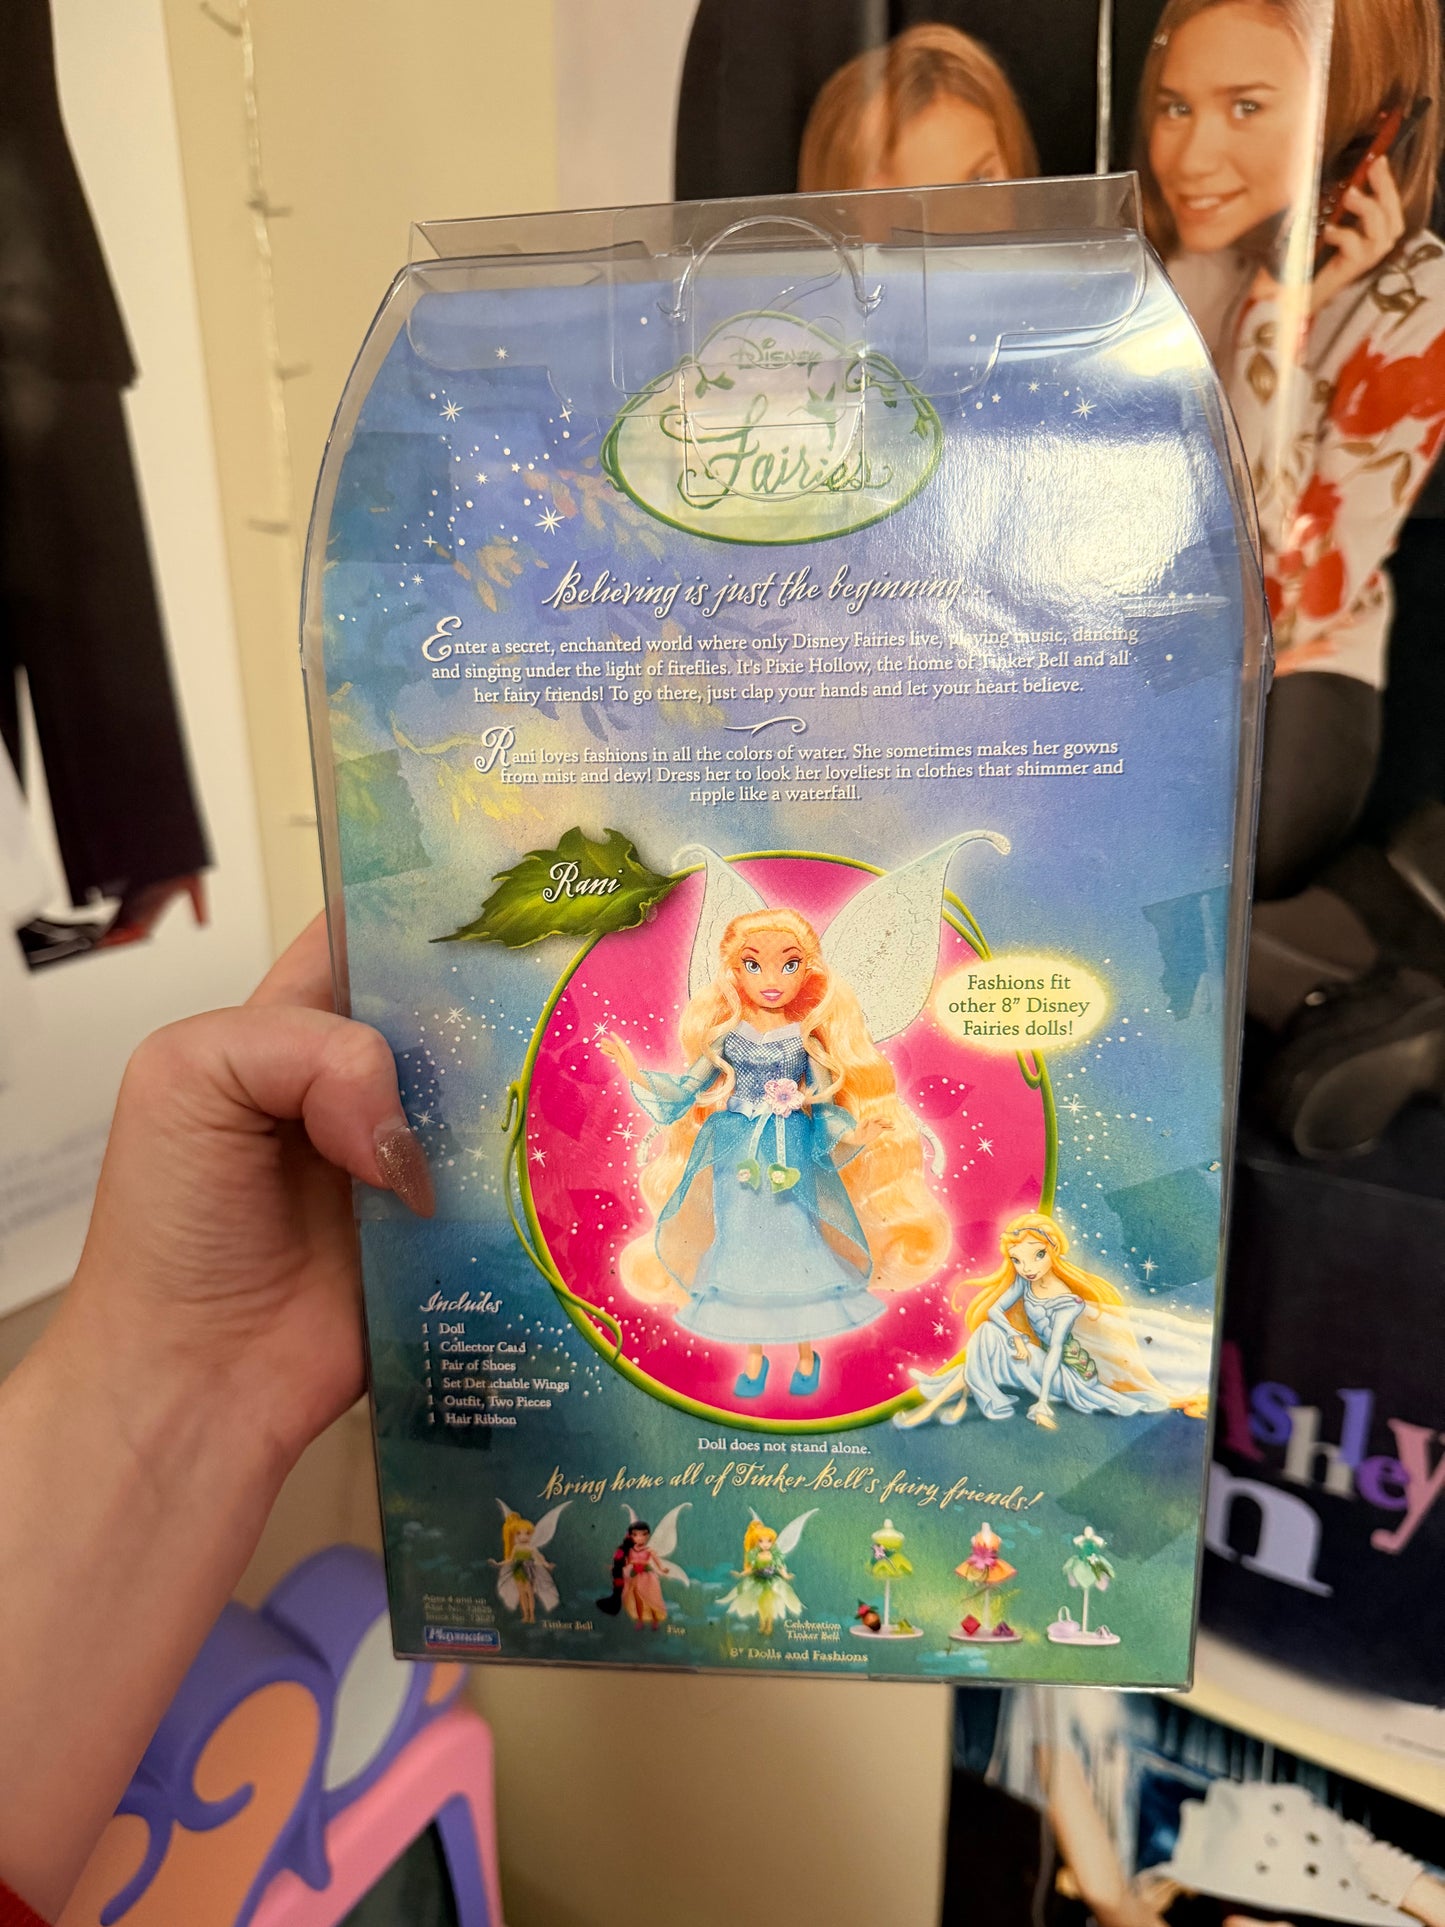 Disney
Fairies
Believing is just the beginning
Enter a secret, enchanted world where only Disney Fairies live, playing music, dancing
and singing under the light of fireflies. It's Pixie Hollow, the home of Tinker Bell and all
her fairy friends! To go there, just clap your hands and let your heart believe.
Rani loves fashions in all the colors of water. She sometimes makes her gowns
from mist and dew! Dress her to look her loveliest in clothes that shimmer and
ripple like a waterfall.
Rani
Fashions fit
other 8" Disney
Fairies dolls!
Includes
1 Doll
1 Collector Card
1 Pair of Shoes
1 Set Detachable Wings
1 Outfit, Two Pieces
1 Hair Ribbon
Doll does not stand alone.
Bring home all of Tinker Bell's fairy friends!
Tinker Bell
Fira
Celebration
Tinker Bell
8" Dolls and Fashions
Ages 4 and up
Playmates
Ashley
n